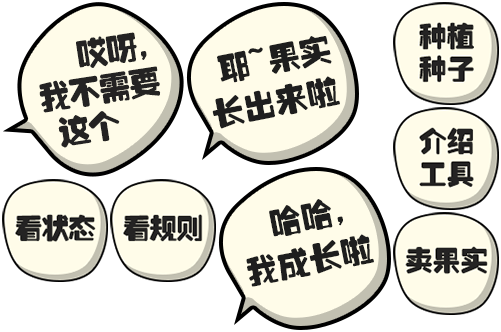 哎呀，
我不需要
这个
耶~果实
长出来啦
种植
种子
介绍
工具
看状态
看规则
哈哈，
我成长啦
卖果实